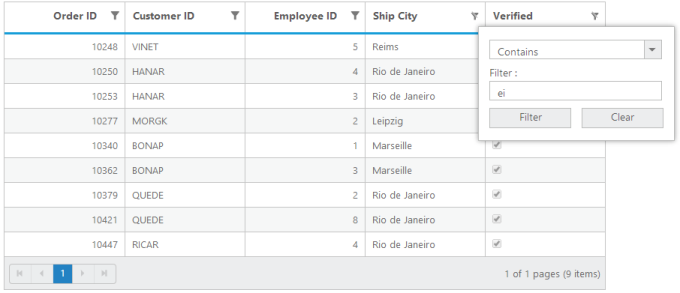 Order ID Customer ID Employee ID Ship City Verified
10248 VINET 5 Reims
10250 HANAR 4 Rio de Janeiro
10253 HANAR 3 Rio de Janeiro
10277 MORGK 2 Leipzig
10340 BONAP 1 Marseille
10362 BONAP 3 Marseille
10379 QUEDE 2 Rio de Janeiro
10421 QUEDE 8 Rio de Janeiro
10447 RICAR 4 Rio de Janeiro
1 1 of 1 pages (9 items)
Contains
Filter :
ei
Filter Clear